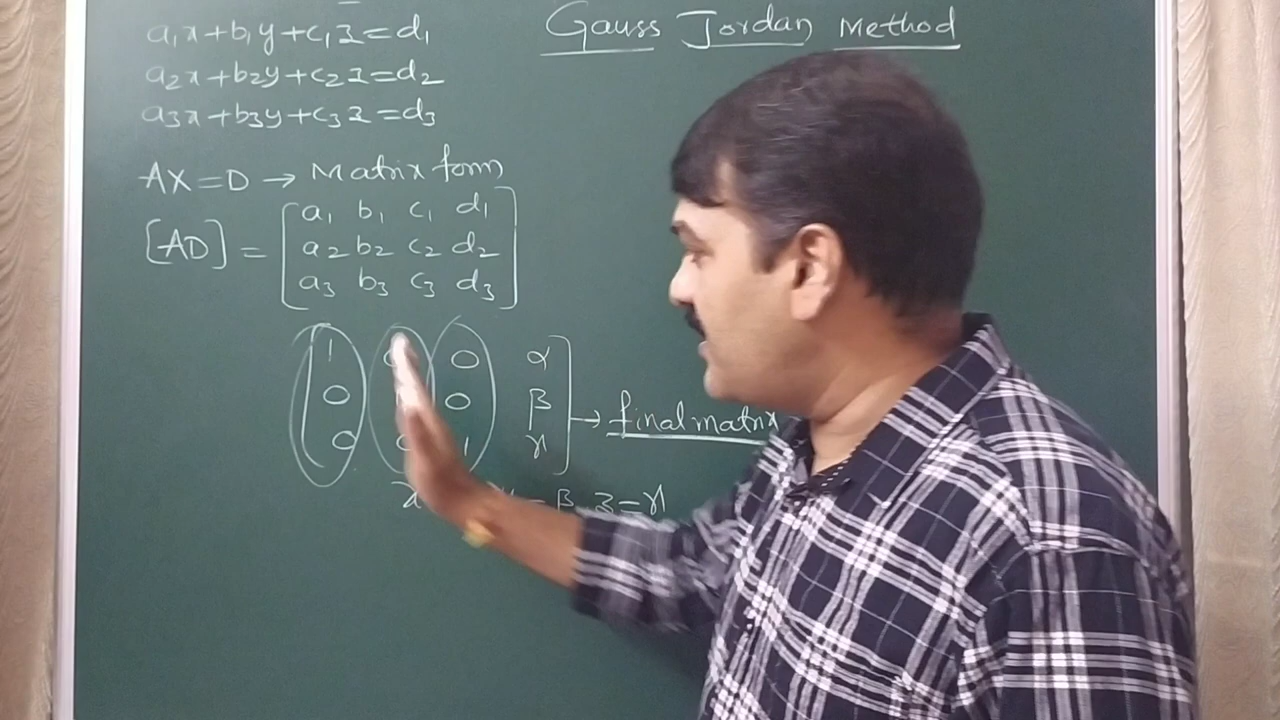 Gauss Jordan Method
a₁x+b₁y+c₁z=d₁
a₂x+b₂y+c₂z=d₂
a₃x+b₃y+c₃z=d₃
AX=D → Matrix form
[AD] = [a₁ b₁ c₁ d₁
a₂ b₂ c₂ d₂
a₃ b₃ c₃ d₃]
[1 0 α
0 0 β → final matrix
0 1 γ]
x = β, z=γ